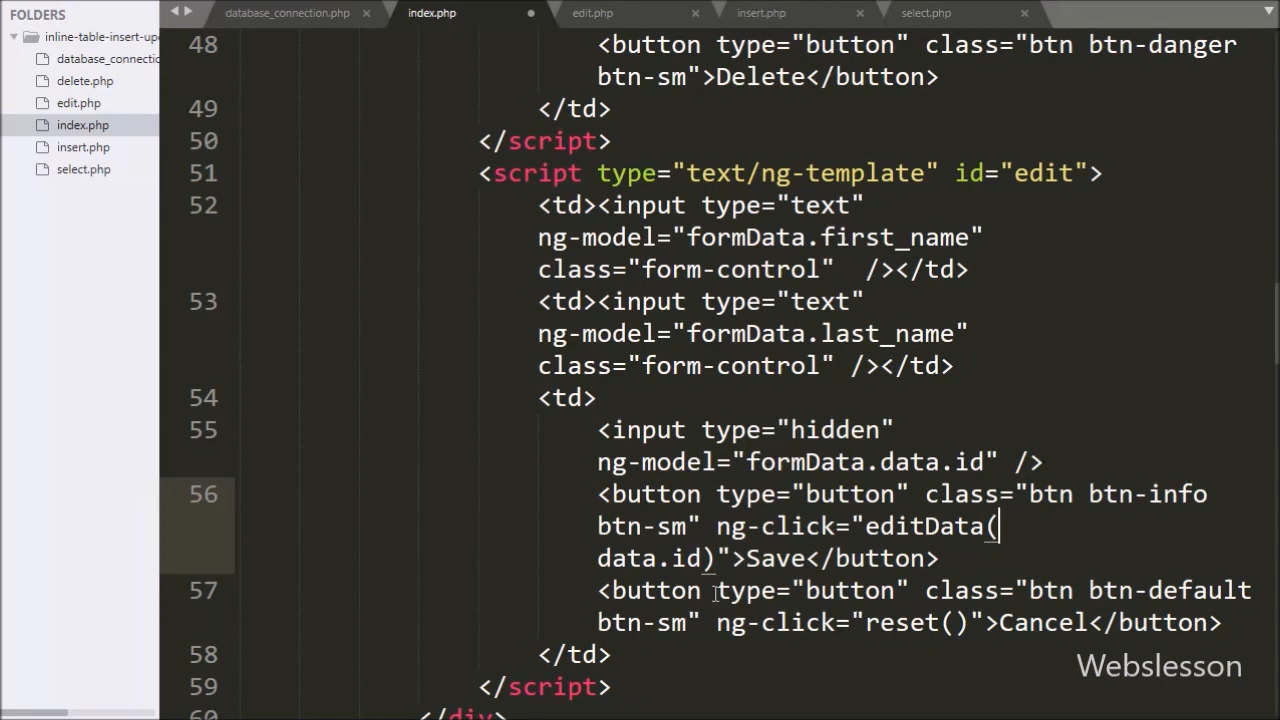 FOLDERS
inline-table-insert-up
database_connectio
delete.php
edit.php
index.php
insert.php
select.php
database_connection.php × index.php edit.php × insert.php × select.php ×
48 <button type="button" class="btn btn-danger
btn-sm">Delete</button>
49 </td>
50 </script>
51 <script type="text/ng-template" id="edit">
52 <td><input type="text"
ng-model="formData.first_name"
class="form-control"  /></td>
53 <td><input type="text"
ng-model="formData.last_name"
class="form-control" /></td>
54 <td>
55 <input type="hidden"
ng-model="formData.data.id" />
56 <button type="button" class="btn btn-info
btn-sm" ng-click="editData(
data.id)">Save</button>
57 <button type="button" class="btn btn-default
btn-sm" ng-click="reset()">Cancel</button>
58 </td>
59 </script>
60 </div>
Webslesson